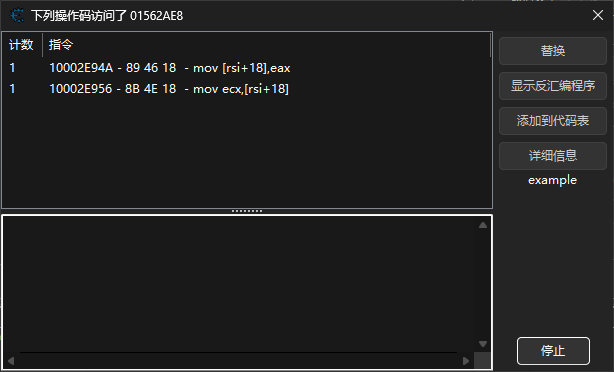 下列操作码访问了 01562AE8
计数 指令
1 10002E94A - 89 46 18 - mov [rsi+18],eax
1 10002E956 - 8B 4E 18 - mov ecx,[rsi+18]
替换
显示反汇编程序
添加到代码表
详细信息
example
停止